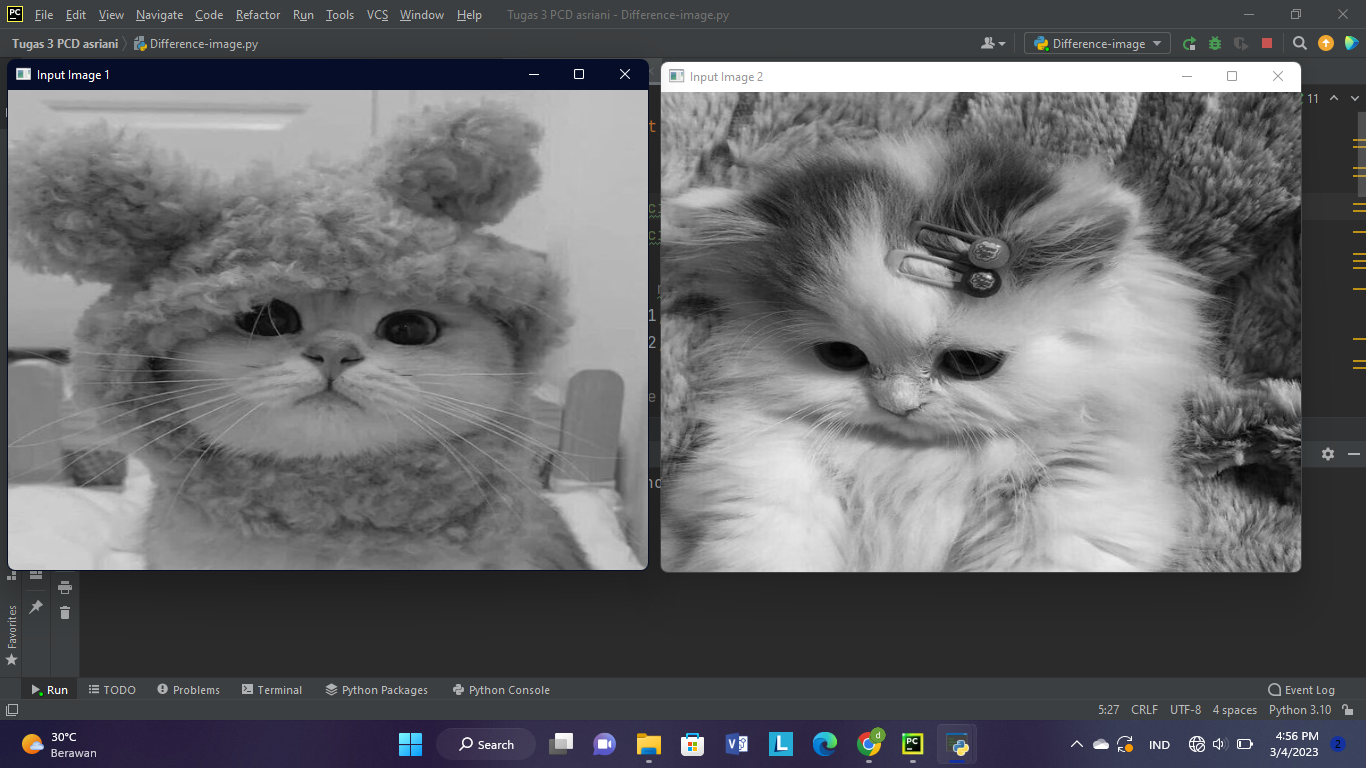 PC File Edit View Navigate Code Refactor Run Tools VCS Window Help Tugas 3 PCD asriani - Difference-image.py
Tugas 3 PCD asriani Difference-image.py Difference-image
Input Image 1
Input Image 2
11
t
1
2
e
Favorites
Run TODO Problems Terminal Python Packages Python Console Event Log
5:27 CRLF UTF-8 4 spaces Python 3.10
30°C
Berawan
Search
d
PC
L
IND
4:56 PM
3/4/2023
2